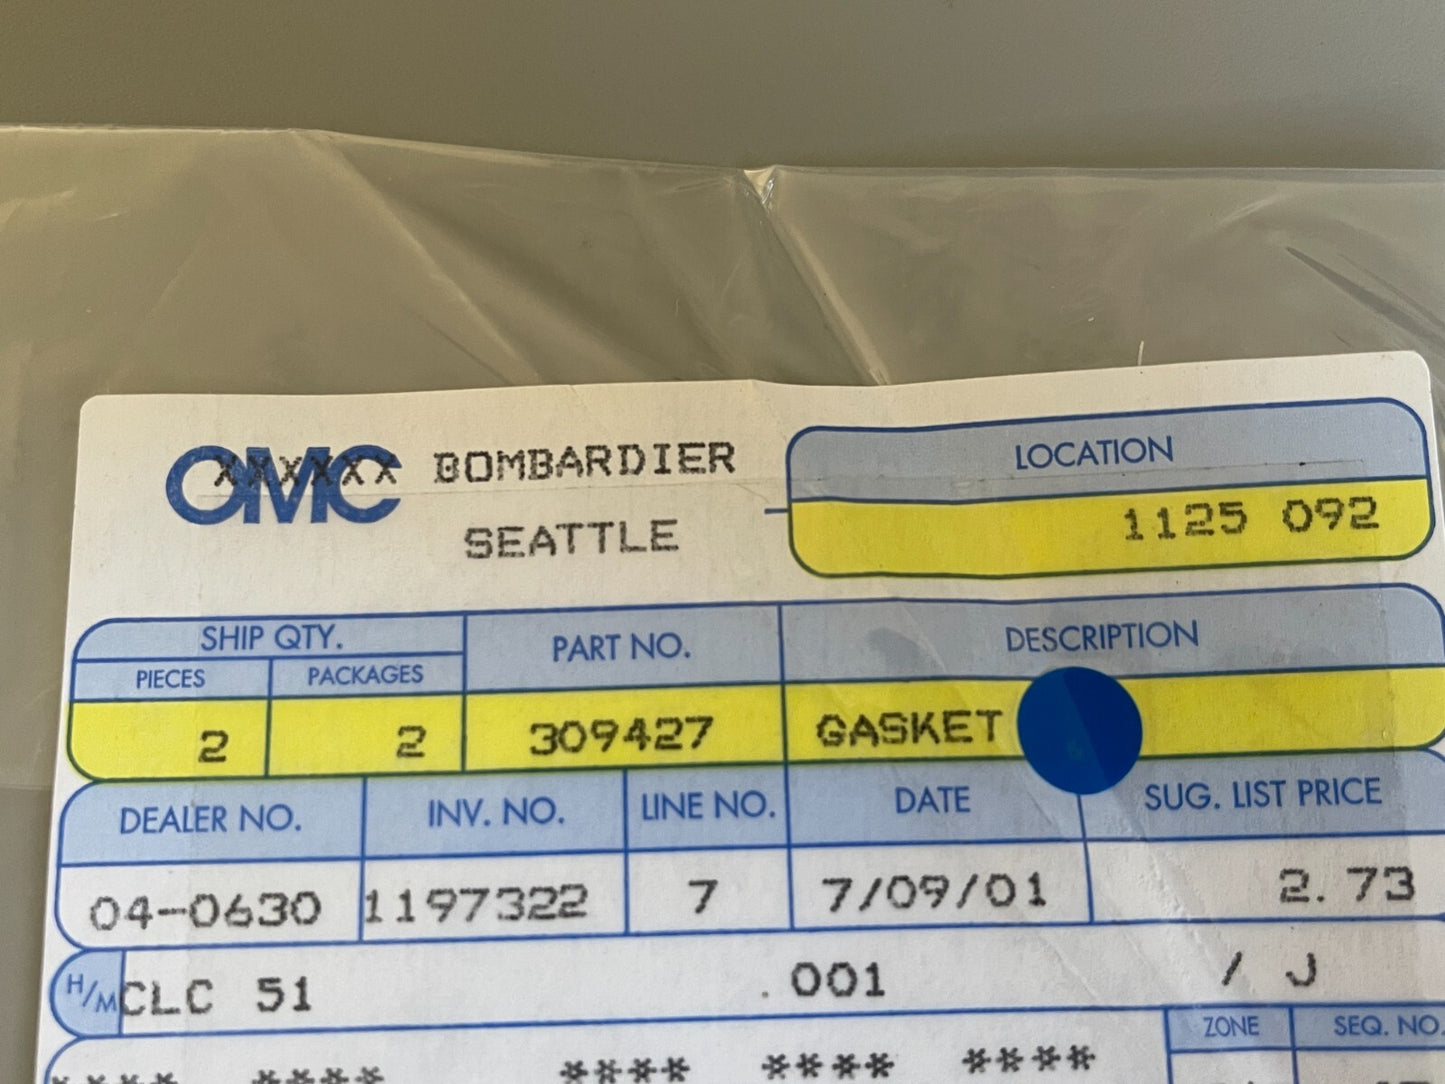 OMC XXXXXX BOMBARDIER
SEATTLE
LOCATION
1125 092
SHIP QTY. PART NO. DESCRIPTION
PIECES PACKAGES
2 2 309427 GASKET
DEALER NO. INV. NO. LINE NO. DATE SUG. LIST PRICE
04-0630 1197322 7 7/09/01 2.73
H/M CLC 51 .001 / J
ZONE SEQ. NO.
**** **** **** **** ****